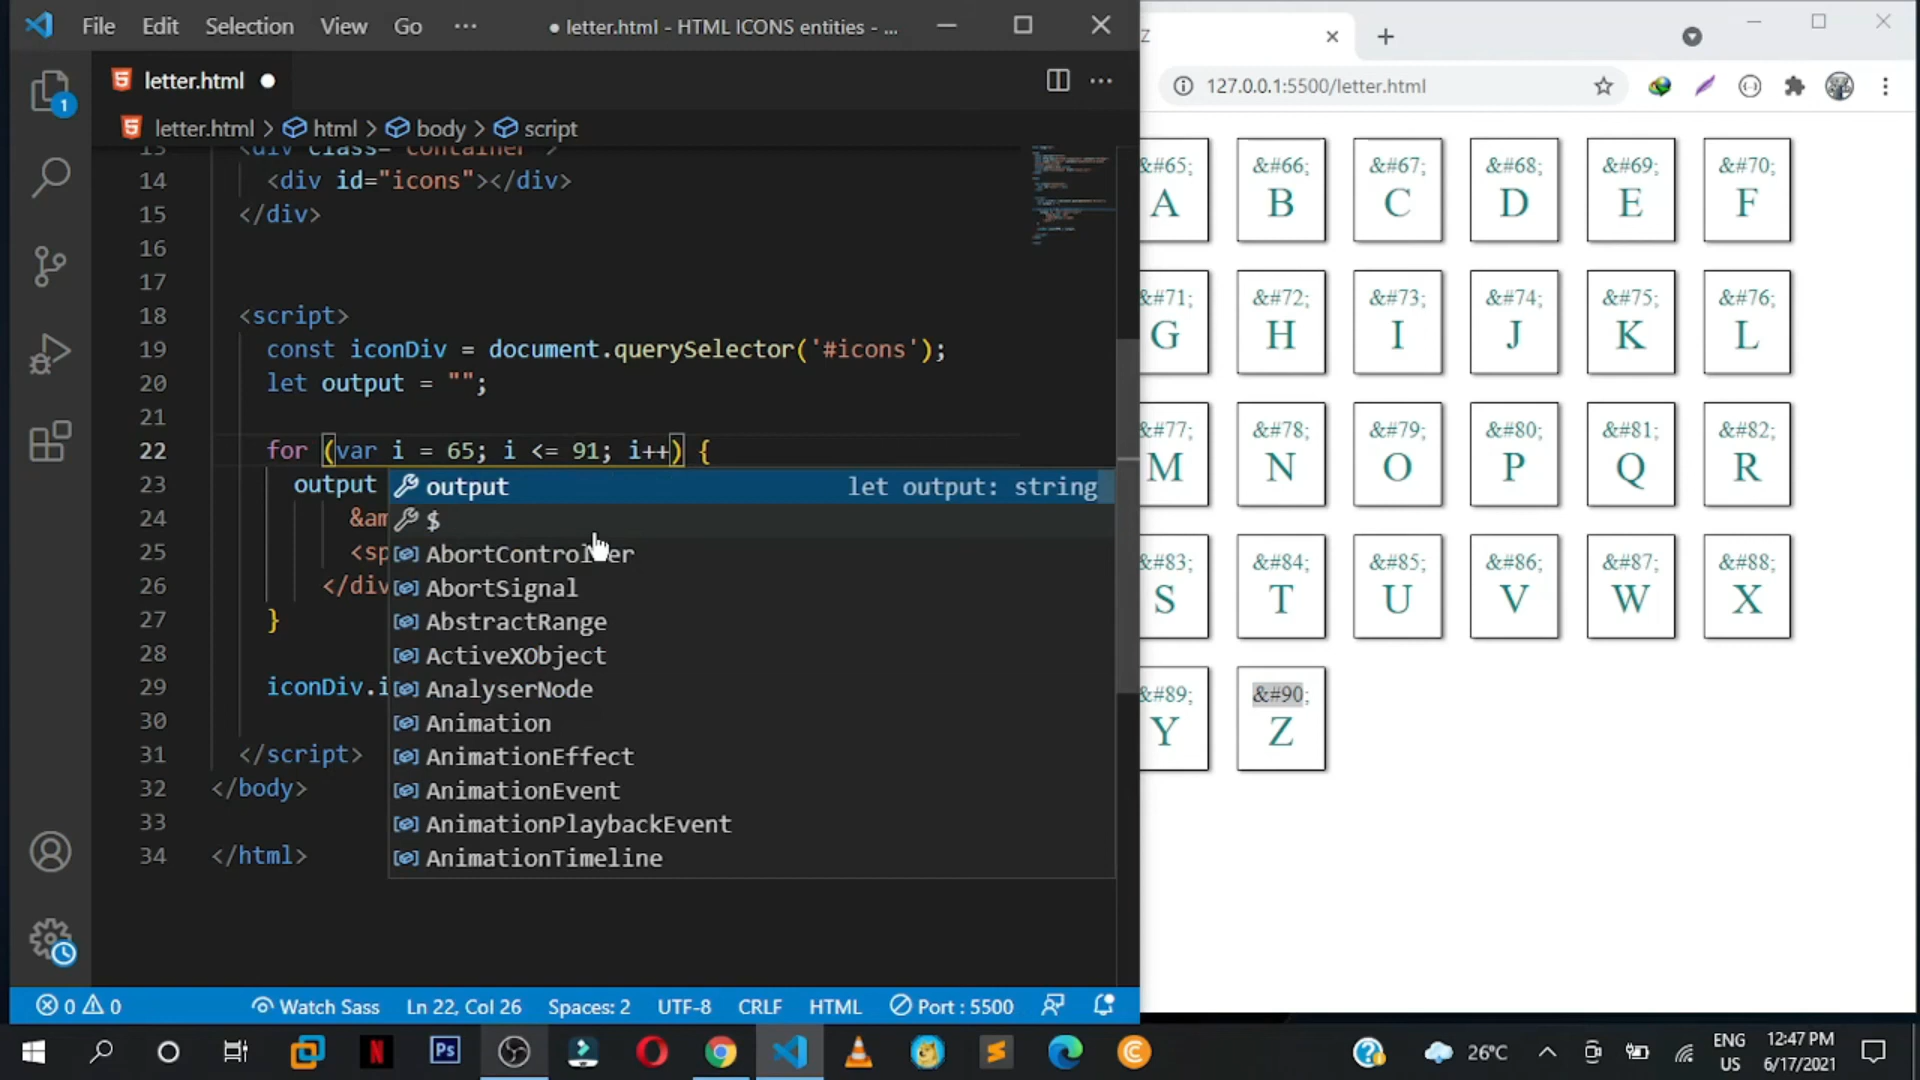 File Edit Selection View Go ··· ● letter.html - HTML ICONS entities - ...
letter.html ●
letter.html > html > body > script
13 <div class="container">
14 <div id="icons"></div>
15 </div>
16
17
18 <script>
19 const iconDiv = document.querySelector('#icons');
20 let output = "";
21
22 for (var i = 65; i <= 91; i++) {
23 output
24 &am
25 <sp
26 </div
27 }
28
29 iconDiv.i
30
31 </script>
32 </body>
33
34 </html>
output let output: string
$
AbortController
AbortSignal
AbstractRange
ActiveXObject
AnalyserNode
Animation
AnimationEffect
AnimationEvent
AnimationPlaybackEvent
AnimationTimeline
1
0 0 Watch Sass Ln 22, Col 26 Spaces: 2 UTF-8 CRLF HTML Port : 5500
Z
127.0.0.1:5500/letter.html
&#65; &#66; &#67; &#68; &#69; &#70;
A B C D E F
&#71; &#72; &#73; &#74; &#75; &#76;
G H I J K L
&#77; &#78; &#79; &#80; &#81; &#82;
M N O P Q R
&#83; &#84; &#85; &#86; &#87; &#88;
S T U V W X
&#89; &#90;
Y Z
Ps
26°C
ENG
US
12:47 PM
6/17/2021